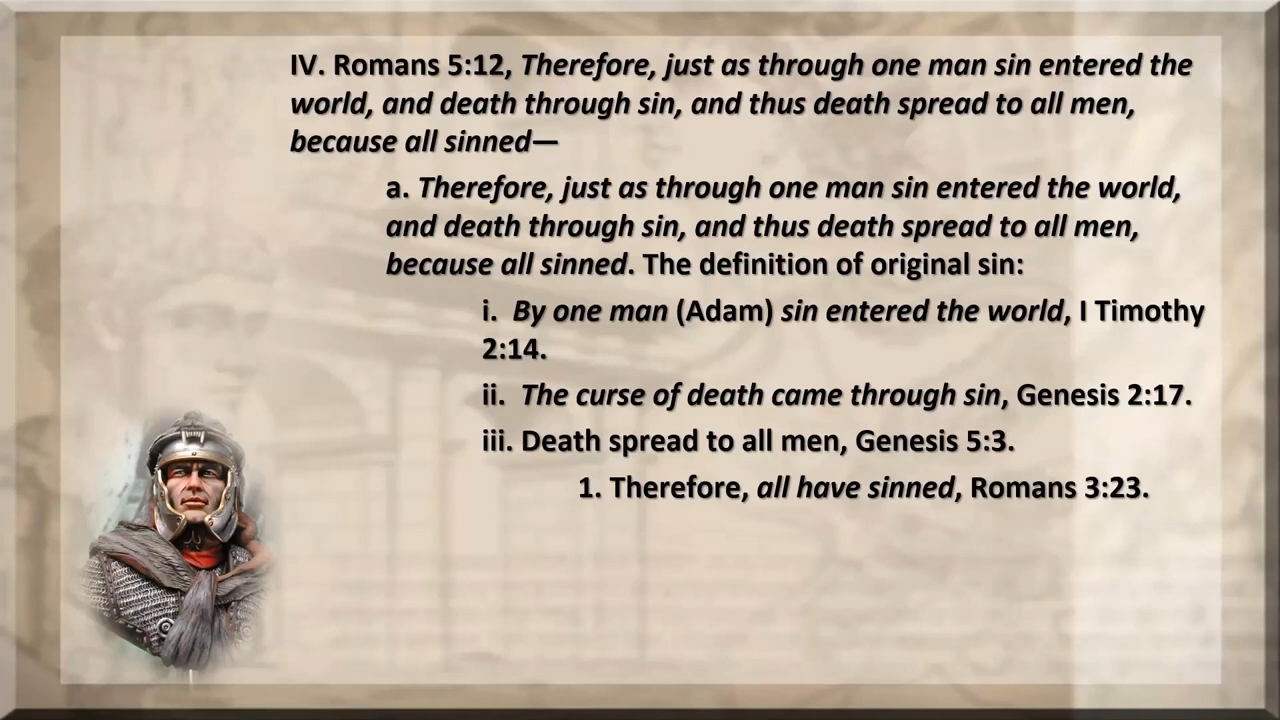 IV. Romans 5:12, Therefore, just as through one man sin entered the
world, and death through sin, and thus death spread to all men,
because all sinned—
a. Therefore, just as through one man sin entered the world,
and death through sin, and thus death spread to all men,
because all sinned. The definition of original sin:
i. By one man (Adam) sin entered the world, I Timothy
2:14.
ii. The curse of death came through sin, Genesis 2:17.
iii. Death spread to all men, Genesis 5:3.
1. Therefore, all have sinned, Romans 3:23.